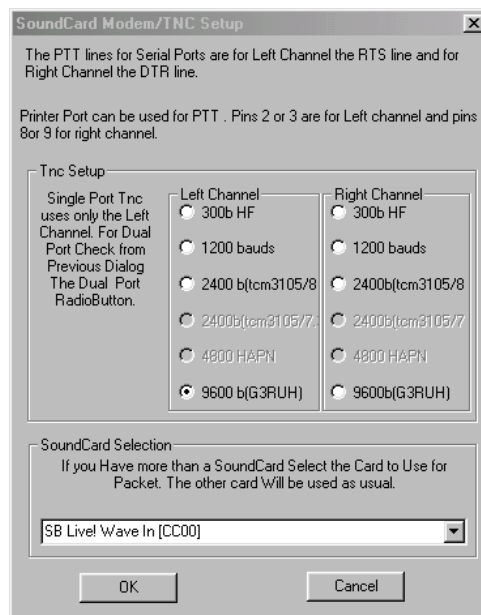 SoundCard Modem/TNC Setup
The PTT lines for Serial Ports are for Left Channel the RTS line and for
Right Channel the DTR line.
Printer Port can be used for PTT . Pins 2 or 3 are for Left channel and pins
8or 9 for right channel.
Tnc Setup
Single Port Tnc
uses only the Left
Channel. For Dual
Port Check from
Previous Dialog
The Dual Port
RadioButton.
Left Channel
300b HF
1200 bauds
2400 b(tcm3105/8
2400b(tcm3105/7.
4800 HAPN
9600 b(G3RUH)
Right Channel
300b HF
1200 bauds
2400b(tcm3105/8
2400b(tcm3105/7
4800 HAPN
9600b(G3RUH)
SoundCard Selection
If you Have more than a SoundCard Select the Card to Use for
Packet. The other card Will be used as usual.
SB Live! Wave In [CC00]
OK
Cancel